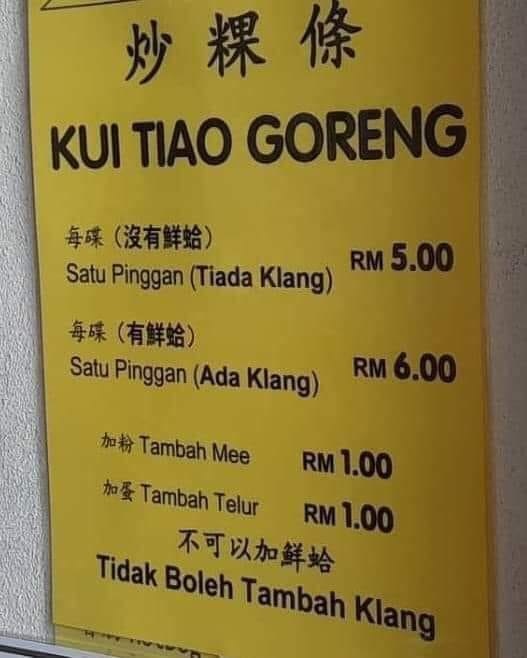 炒粿條
KUI TIAO GORENG
每碟（沒有鮮蛤）
Satu Pinggan (Tiada Klang) RM 5.00
每碟（有鮮蛤）
Satu Pinggan (Ada Klang) RM 6.00
加粉 Tambah Mee RM 1.00
加蛋 Tambah Telur RM 1.00
不可以加鮮蛤
Tidak Boleh Tambah Klang